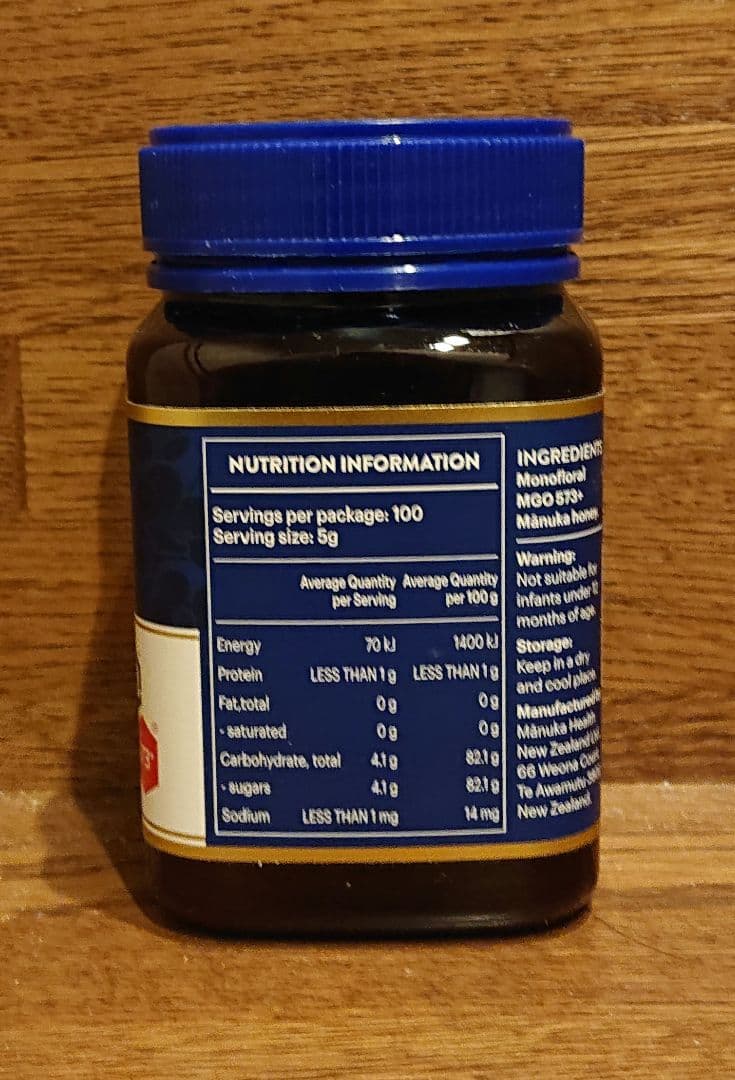 NUTRITION INFORMATION
Servings per package: 100
Serving size: 5g
Average Quantity per Serving Average Quantity per 100 g
Energy 70 kJ 1400 kJ
Protein LESS THAN 1 g LESS THAN 1 g
Fat,total 0 g 0 g
- saturated 0 g 0 g
Carbohydrate, total 4.1 g 82.1 g
- sugars 4.1 g 82.1 g
Sodium LESS THAN 1 mg 14 mg
INGREDIENTS
Monofloral
MGO 573+
Mānuka honey
Warning:
Not suitable for
infants under 12
months of age
Storage:
Keep in a dry
and cool place
Manufactured
Mānuka Health
New Zealand
66 Weona
Te Awamutu
New Zealand